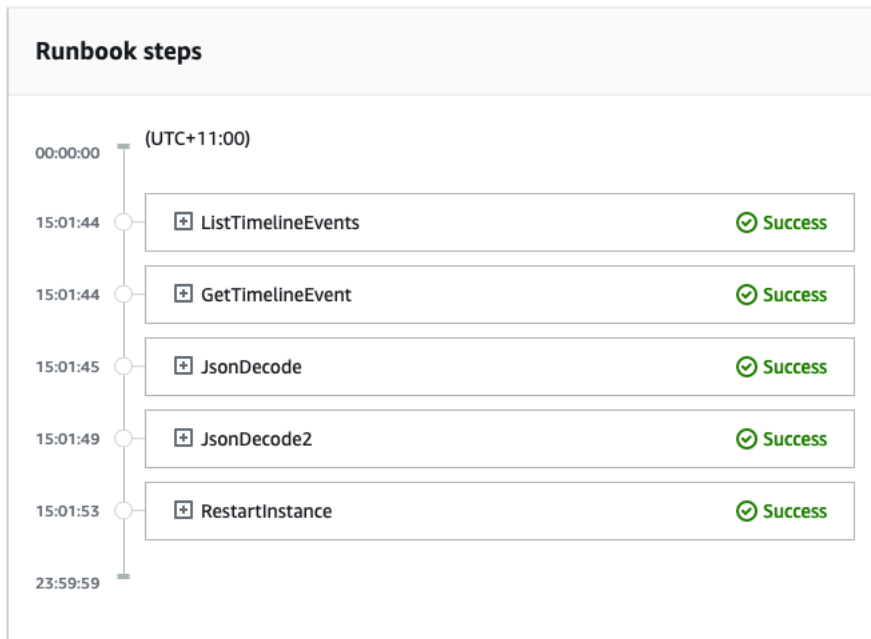 Runbook steps
(UTC+11:00)
00:00:00
15:01:44 ListTimelineEvents Success
15:01:44 GetTimelineEvent Success
15:01:45 JsonDecode Success
15:01:49 JsonDecode2 Success
15:01:53 RestartInstance Success
23:59:59